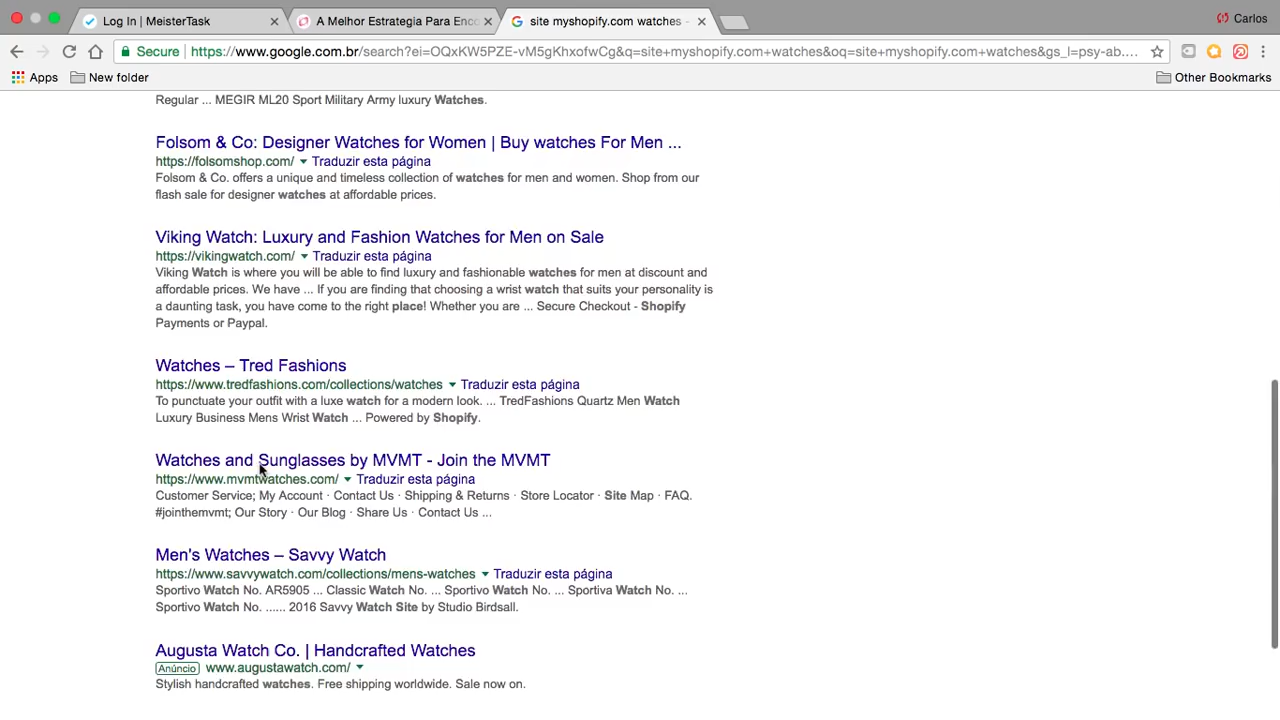 Log In | MeisterTask
A Melhor Estrategia Para Enco
site myshopify.com watches -
Carlos
Secure
https://www.google.com.br/search?ei=OQxKW5PZE-vM5gKhxofwCg&q=site+myshopify.com+watches&oq=site+myshopify.com+watches&gs_l=psy-ab....
Apps
New folder
Other Bookmarks
Regular ... MEGIR ML20 Sport Military Army luxury Watches.
Folsom & Co: Designer Watches for Women | Buy watches For Men ...
https://folsomshop.com/ Traduzir esta página
Folsom & Co. offers a unique and timeless collection of watches for men and women. Shop from our
flash sale for designer watches at affordable prices.
Viking Watch: Luxury and Fashion Watches for Men on Sale
https://vikingwatch.com/ Traduzir esta página
Viking Watch is where you will be able to find luxury and fashionable watches for men at discount and
affordable prices. We have ... If you are finding that choosing a wrist watch that suits your personality is
a daunting task, you have come to the right place! Whether you are ... Secure Checkout - Shopify
Payments or Paypal.
Watches – Tred Fashions
https://www.tredfashions.com/collections/watches Traduzir esta página
To punctuate your outfit with a luxe watch for a modern look. ... TredFashions Quartz Men Watch
Luxury Business Mens Wrist Watch ... Powered by Shopify.
Watches and Sunglasses by MVMT - Join the MVMT
https://www.mvmtwatches.com/ Traduzir esta página
Customer Service; My Account · Contact Us · Shipping & Returns · Store Locator · Site Map · FAQ.
#jointhemvmt; Our Story · Our Blog · Share Us · Contact Us ...
Men's Watches – Savvy Watch
https://www.savvywatch.com/collections/mens-watches Traduzir esta página
Sportivo Watch No. AR5905 ... Classic Watch No. ... Sportivo Watch No. ... Sportiva Watch No. ...
Sportivo Watch No. ...... 2016 Savvy Watch Site by Studio Birdsall.
Augusta Watch Co. | Handcrafted Watches
Anúncio www.augustawatch.com/
Stylish handcrafted watches. Free shipping worldwide. Sale now on.